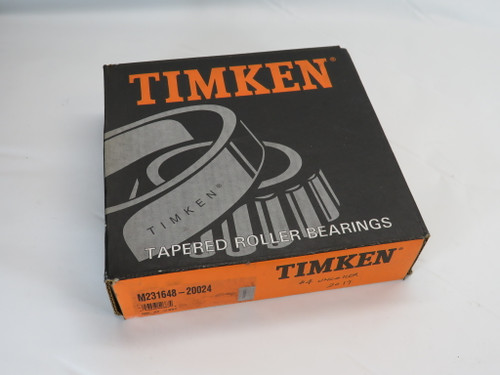 TIMKEN®
TIMKEN®
TAPERED ROLLER BEARINGS
M231648-20024
TIMKEN®